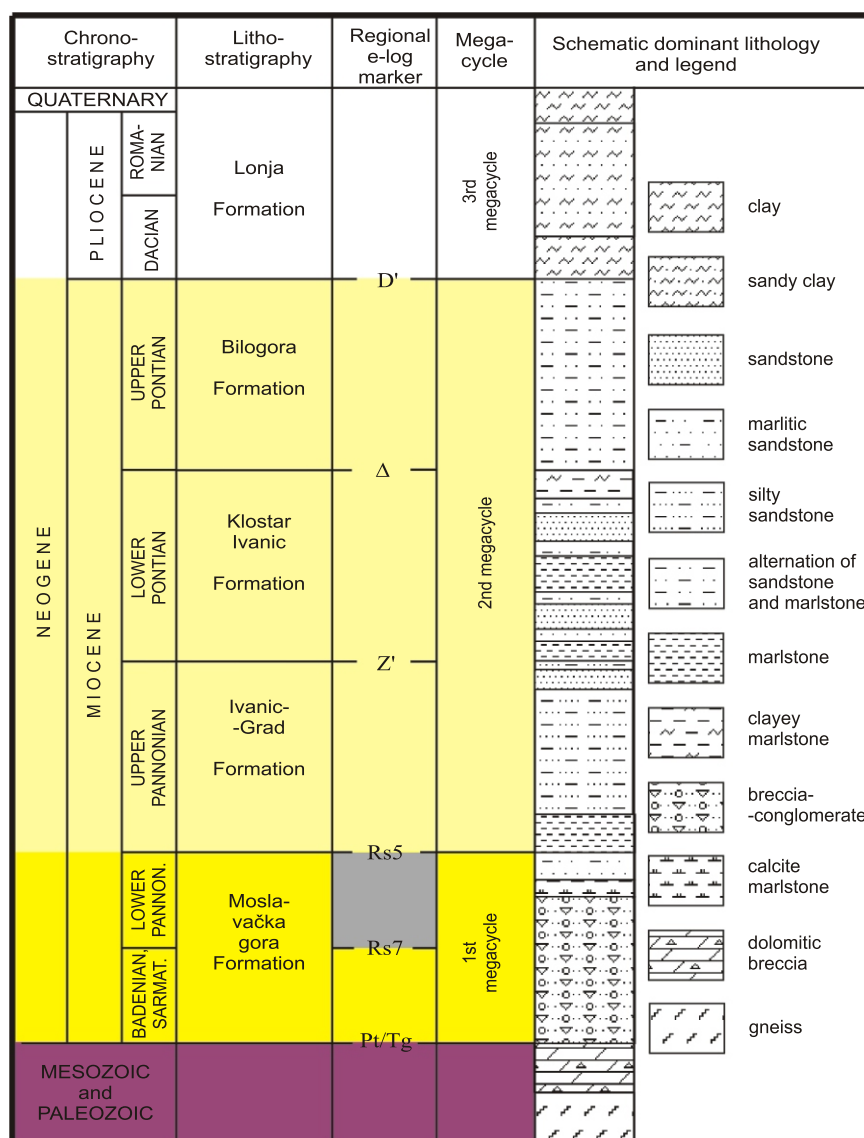 Chrono-
stratigraphy
Litho-
stratigraphy
Regional
e-log
marker
Mega-
cycle
Schematic dominant lithology
and legend
QUATERNARY
NEOGENE
PLIOCENE
ROMA-
NIAN
DACIAN
Lonja
Formation
3rd
megacycle
D'
MIOCENE
UPPER
PONTIAN
Bilogora
Formation
2nd megacycle
Δ
LOWER
PONTIAN
Klostar
Ivanic
Formation
Z'
UPPER
PANNONIAN
Ivanic-
-Grad
Formation
Rs5
LOWER
PANNON.
Mosla-
vačka
gora
Formation
1st
megacycle
Rs7
BADENIAN,
SARMAT.
Pt/Tg
MESOZOIC
and
PALEOZOIC
clay
sandy clay
sandstone
marlitic
sandstone
silty
sandstone
alternation of
sandstone
and marlstone
marlstone
clayey
marlstone
breccia-
-conglomerate
calcite
marlstone
dolomitic
breccia
gneiss